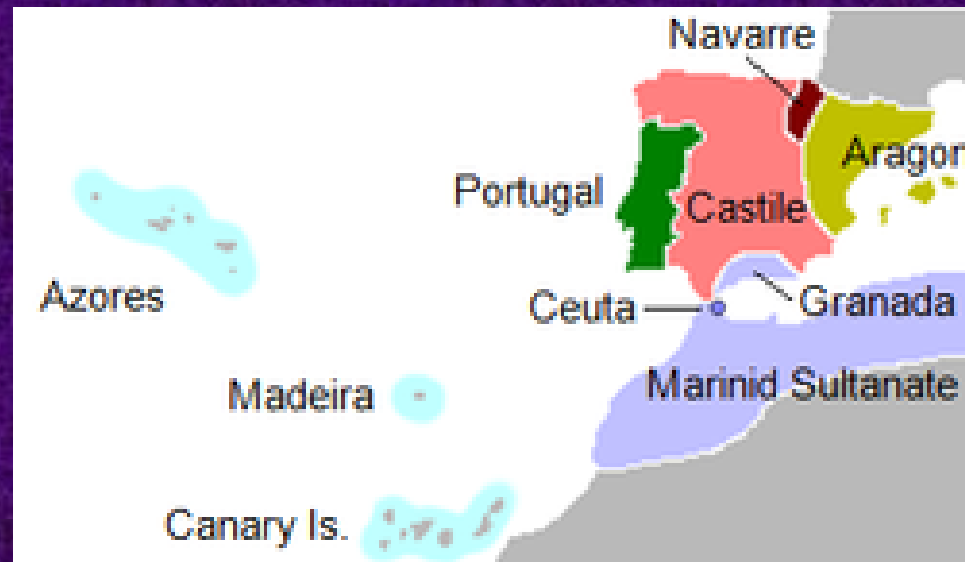 Navarre
Aragon
Portugal
Castile
Azores
Ceuta
Granada
Madeira
Marinid Sultanate
Canary Is.